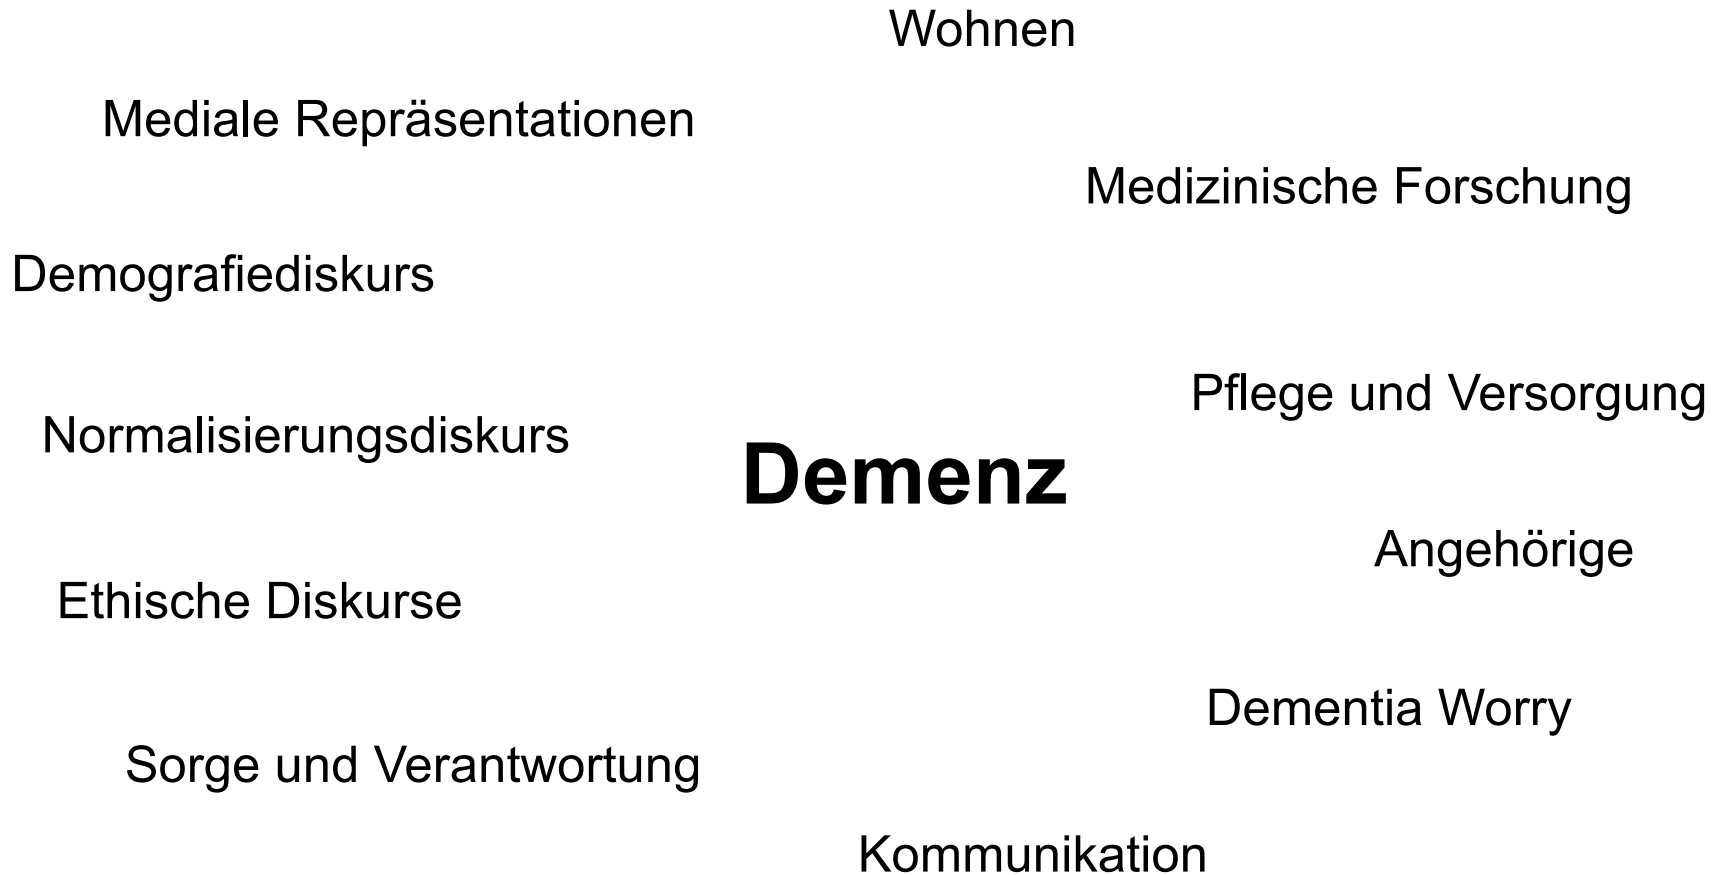 Wohnen
Mediale Repräsentationen
Medizinische Forschung
Demografiediskurs
Pflege und Versorgung
Normalisierungsdiskurs
Demenz
Angehörige
Ethische Diskurse
Dementia Worry
Sorge und Verantwortung
Kommunikation